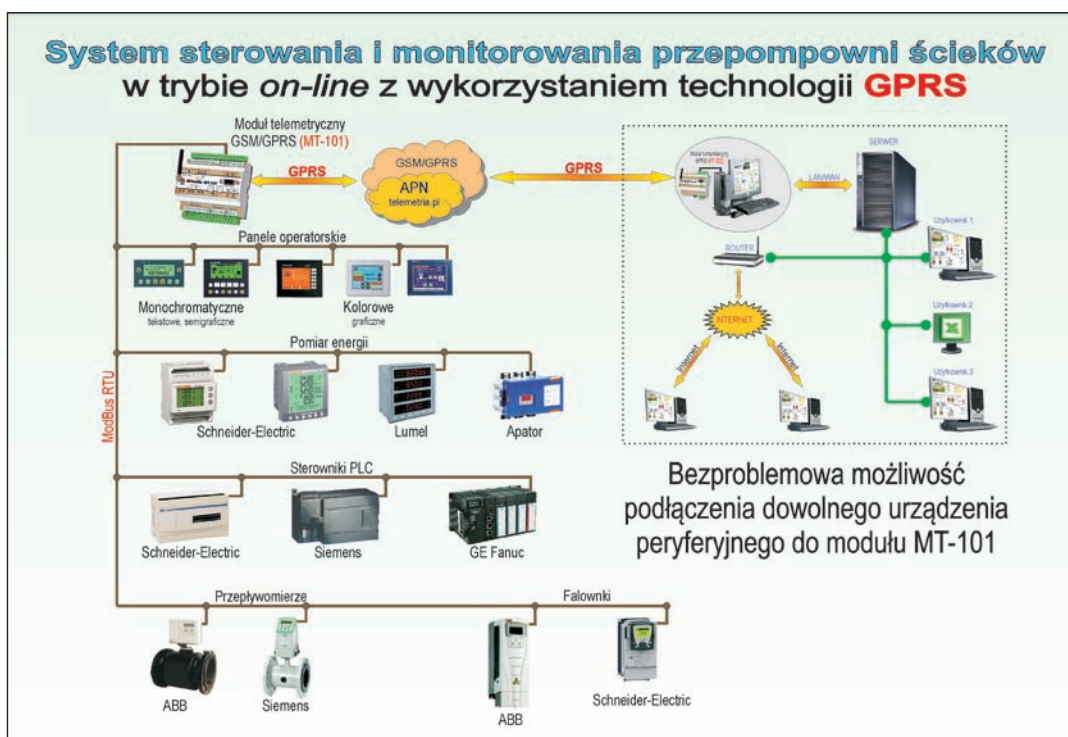 System sterowania i monitorowania przepompowni ścieków
w trybie on-line z wykorzystaniem technologii GPRS
Moduł telemetryczny
GSM/GPRS (MT-101)
GPRS
GSM/GPRS
APN
telemetria.pl
GPRS
SERWER
LAN/WAN
Użytkownik 1
ROUTER
Użytkownik 2
INTERNET
Internet
Internet
Użytkownik 3
Panele operatorskie
Monochromatyczne
tekstowe, semigraficzne
Kolorowe
graficzne
Pomiar energii
Schneider-Electric
Lumel
Apator
ModBus RTU
Sterowniki PLC
Schneider-Electric
Siemens
GE Fanuc
Bezproblemowa możliwość
podłączenia dowolnego urządzenia
peryferyjnego do modułu MT-101
Przepływomierze
Falowniki
ABB
Siemens
ABB
Schneider-Electric